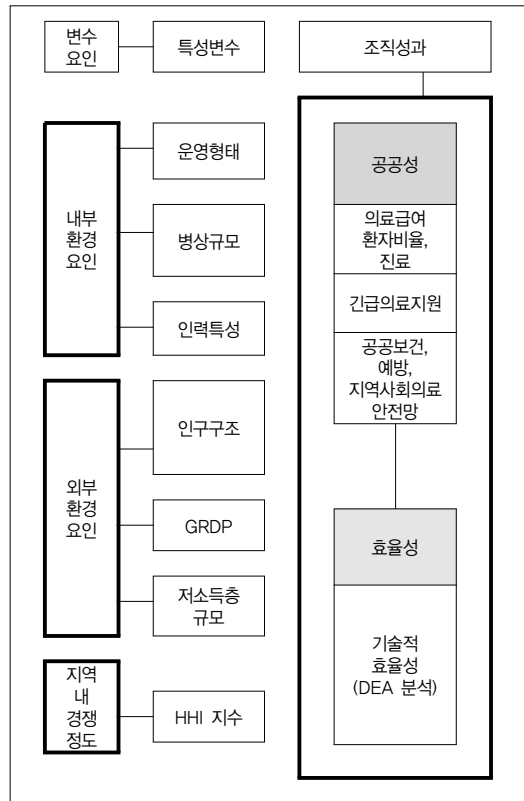 변수
요인
특성변수
조직성과
내부
환경
요인
운영형태
병상규모
인력특성
외부
환경
요인
인구구조
GRDP
저소득층
규모
지역
내
경쟁
정도
HHI 지수
공공성
의료급여
환자비율,
진료
긴급의료지원
공공보건,
예방,
지역사회의료
안전망
효율성
기술적
효율성
(DEA 분석)